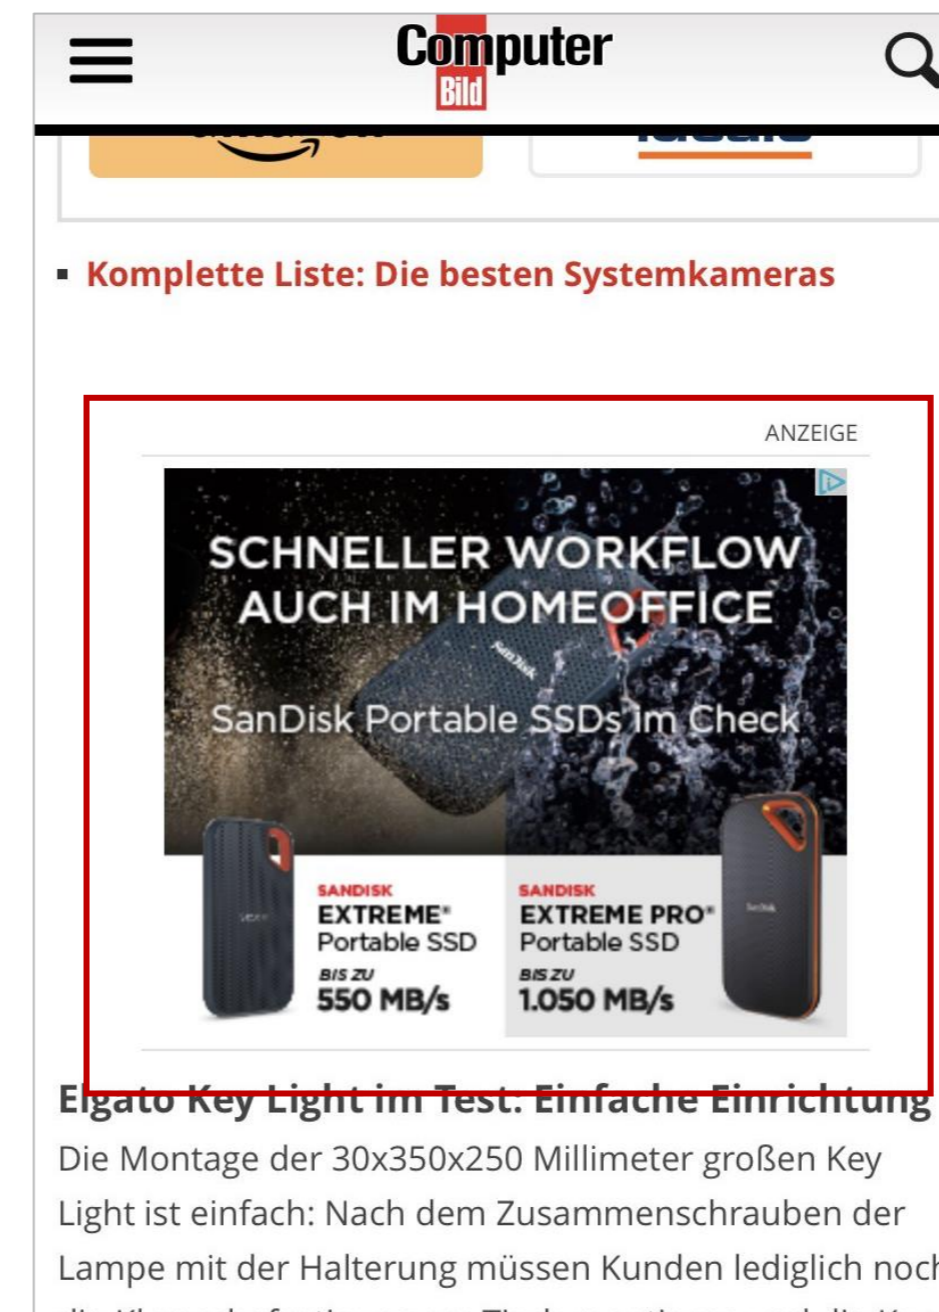 Computer
Bild
Komplette Liste: Die besten Systemkameras
ANZEIGE
SCHNELLER WORKFLOW
AUCH IM HOMEOFFICE
SanDisk
SanDisk Portable SSDs im Check
SANDISK
EXTREME®
Portable SSD
BIS ZU
550 MB/s
SANDISK
EXTREME PRO®
Portable SSD
BIS ZU
1.050 MB/s
SanDisk
Elgato Key Light im Test: Einfache Einrichtung
Die Montage der 30x350x250 Millimeter großen Key
Light ist einfach: Nach dem Zusammenschrauben der
Lampe mit der Halterung müssen Kunden lediglich noch